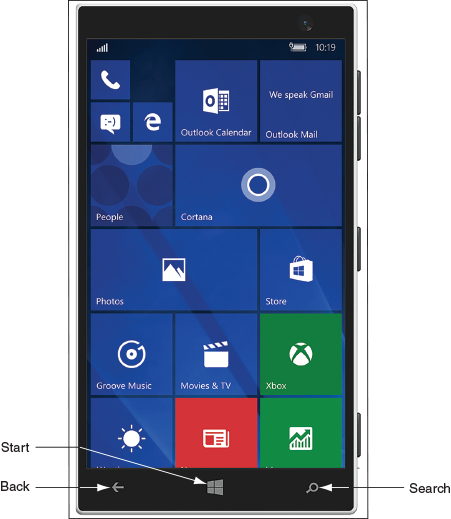 10:19
We speak Gmail
Outlook Calendar
Outlook Mail
People
Cortana
Photos
Store
Groove Music
Movies & TV
Xbox
Start
Back
Search